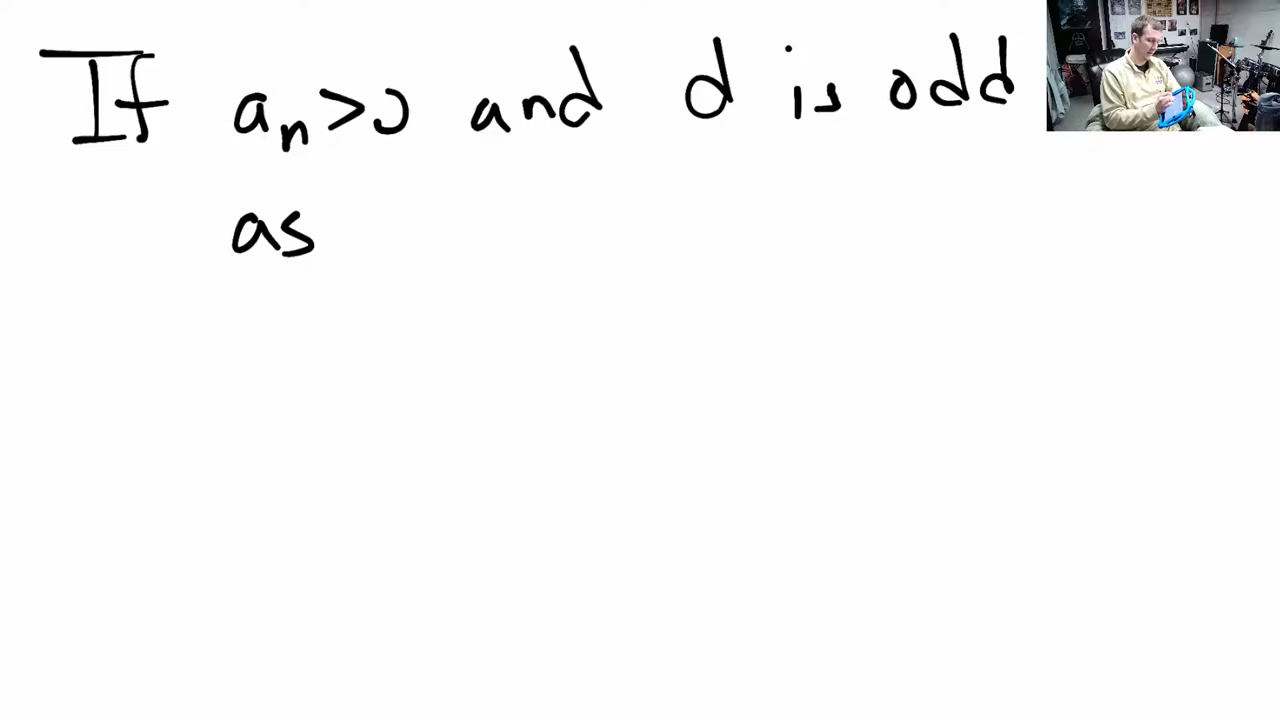 If aₙ>0 and d is odd
as